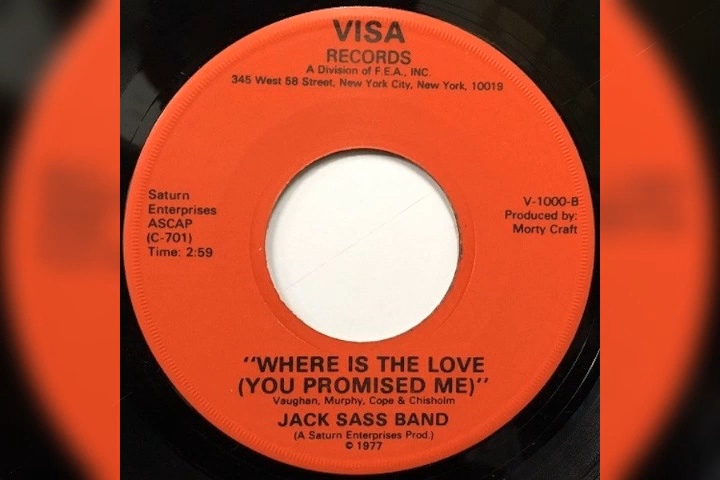 VISA
RECORDS
A Division of F.E.A., INC.
345 West 58 Street, New York City, New York, 10019
Saturn
Enterprises
ASCAP
(C-701)
Time: 2:59
V-1000-B
Produced by:
Morty Craft
"WHERE IS THE LOVE
(YOU PROMISED ME)"
Vaughan, Murphy, Cope & Chisholm
JACK SASS BAND
(A Saturn Enterprises Prod.)
© 1977